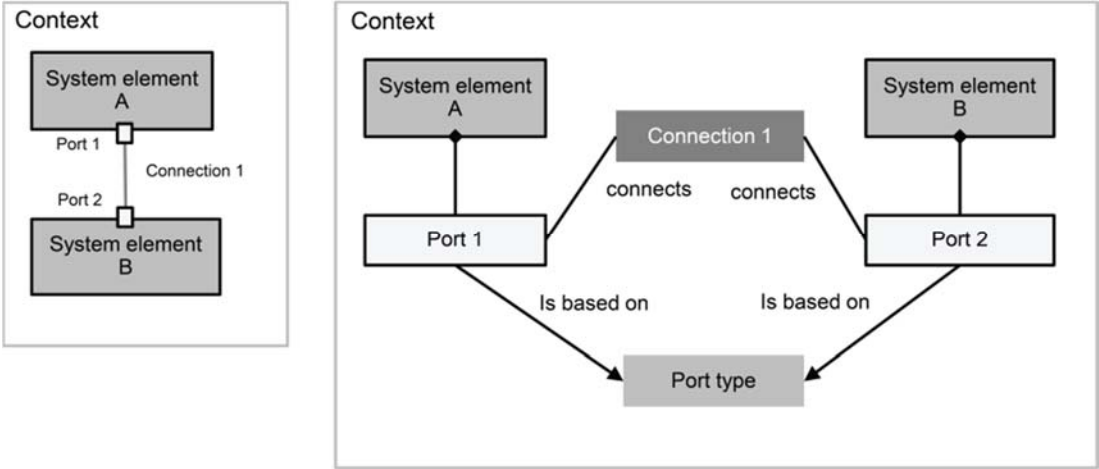 Context
System element
A
Port 1
Connection 1
Port 2
System element
B
Context
System element
A
System element
B
Connection 1
connects
connects
Port 1
Port 2
Is based on
Is based on
Port type